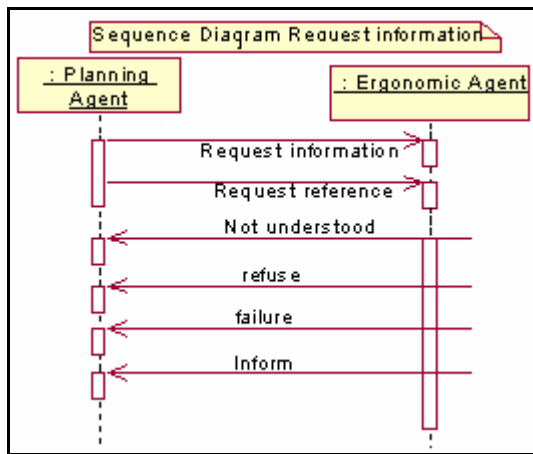 Sequence Diagram Request information
: Planning
Agent
: Ergonomic Agent
Request information
Request reference
Not understood
refuse
failure
Inform